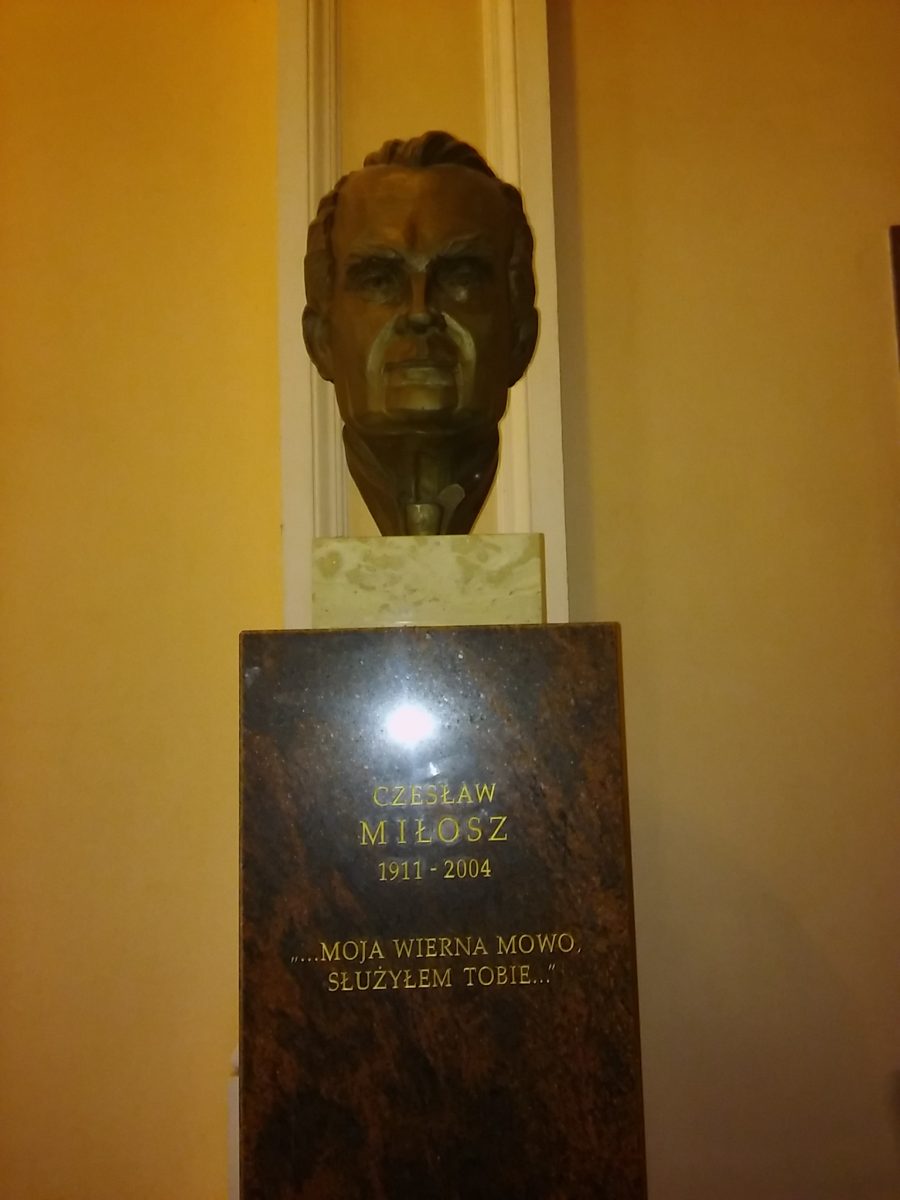 CZESŁAW
MIŁOSZ
1911 - 2004
„...MOJA WIERNA MOWO,
SŁUŻYŁEM TOBIE...”